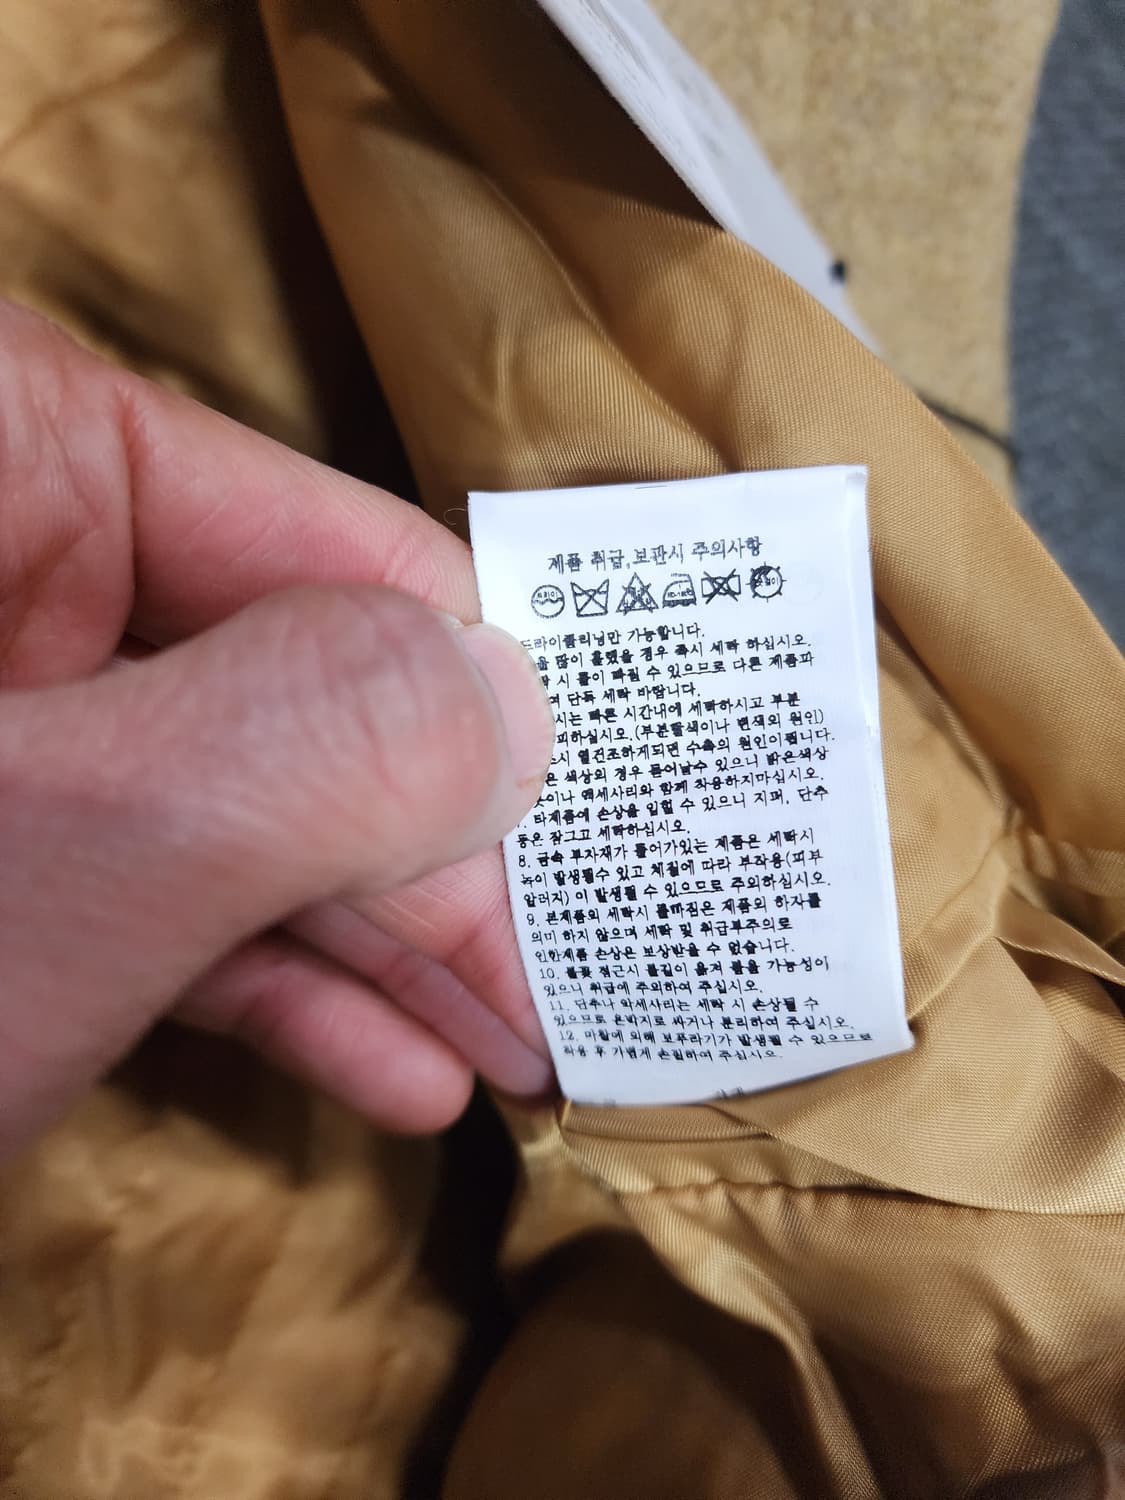 제품 취급,보관시 주의사항
드라이
드라이클리닝만 가능합니다.
많이 흘렸을 경우 즉시 세탁 하십시오.
시 물이 빠질 수 있으므로 다른 제품과
단독 세탁 바랍니다.
빠른 시간내에 세탁하시고 부분
피하십시오.(부분탈색이나 변색의 원인)
열건조하게되면 수축의 원인이됩니다.
색상의 경우 묻어날수 있으니 밝은색상
옷이나 액세사리와 함께 착용하지마십시오.
타제품에 손상을 입힐 수 있으니 지퍼, 단추
등은 잠그고 세탁하십시오.
8. 금속 부자재가 들어가있는 제품은 세탁시
녹이 발생될수 있고 체질에 따라 부작용(피부
알러지) 이 발생될 수 있으므로 주의하십시오.
9. 본제품의 세탁시 물빠짐은 제품의 하자를
의미 하지 않으며 세탁 및 취급부주의로
인한제품 손상은 보상받을 수 없습니다.
10. 불꽃 접근시 불길이 옮겨 붙을 가능성이
있으니 취급에 주의하여 주십시오.
11. 단추나 악세사리는 세탁 시 손상될 수
있으므로 은박지로 싸거나 분리하여 주십시오.
12. 마찰에 의해 보푸라기가 발생될 수 있으므로
착용 후 가볍게 손질하여 주십시오.